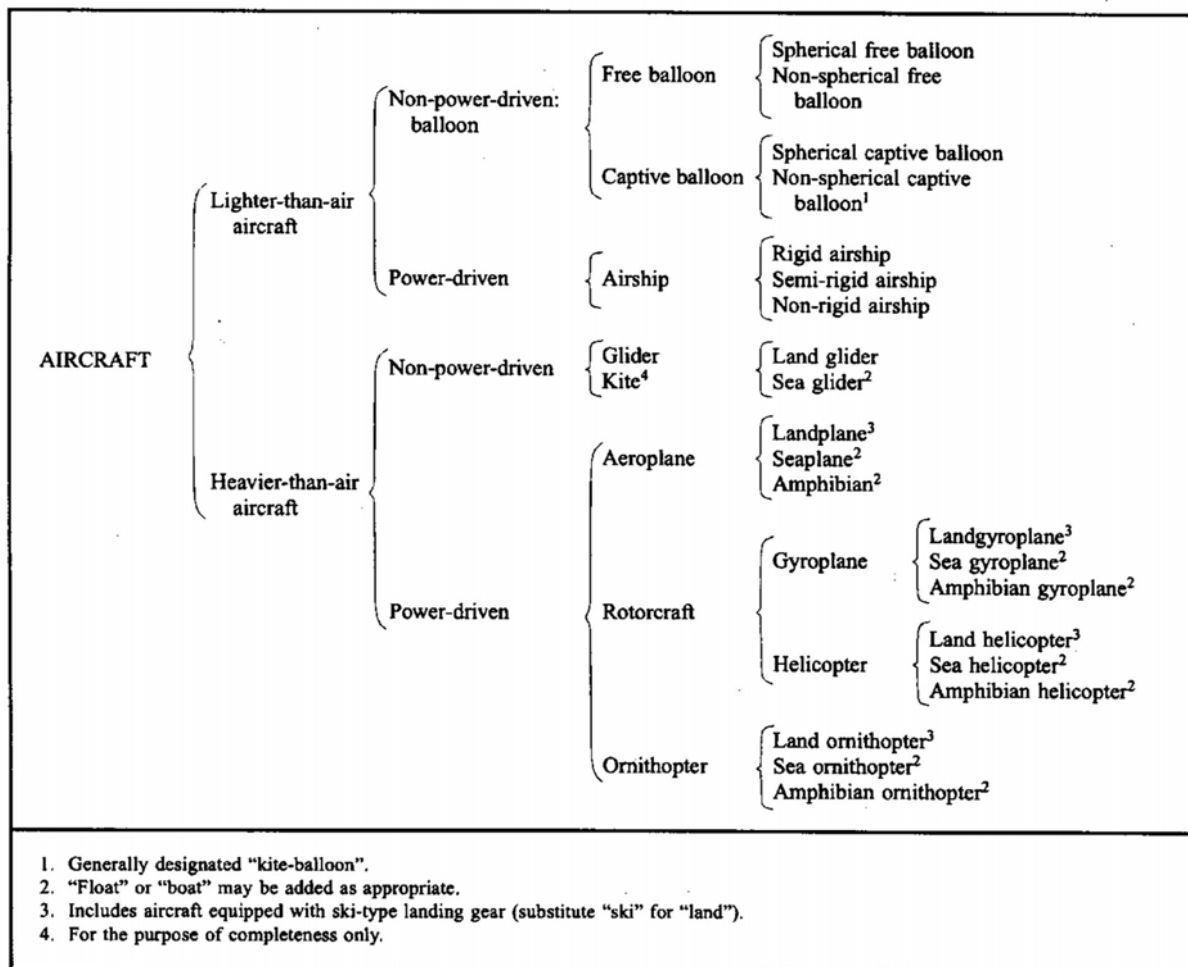 AIRCRAFT
Lighter-than-air
aircraft
Non-power-driven:
balloon
Free balloon
Spherical free balloon
Non-spherical free
balloon
Captive balloon
Spherical captive balloon
Non-spherical captive
balloon¹
Power-driven
Airship
Rigid airship
Semi-rigid airship
Non-rigid airship
Heavier-than-air
aircraft
Non-power-driven
Glider
Kite⁴
Land glider
Sea glider²
Power-driven
Aeroplane
Landplane³
Seaplane²
Amphibian²
Rotorcraft
Gyroplane
Landgyroplane³
Sea gyroplane²
Amphibian gyroplane²
Helicopter
Land helicopter³
Sea helicopter²
Amphibian helicopter²
Ornithopter
Land ornithopter³
Sea ornithopter²
Amphibian ornithopter²
1. Generally designated “kite-balloon”.
2. “Float” or “boat” may be added as appropriate.
3. Includes aircraft equipped with ski-type landing gear (substitute “ski” for “land”).
4. For the purpose of completeness only.